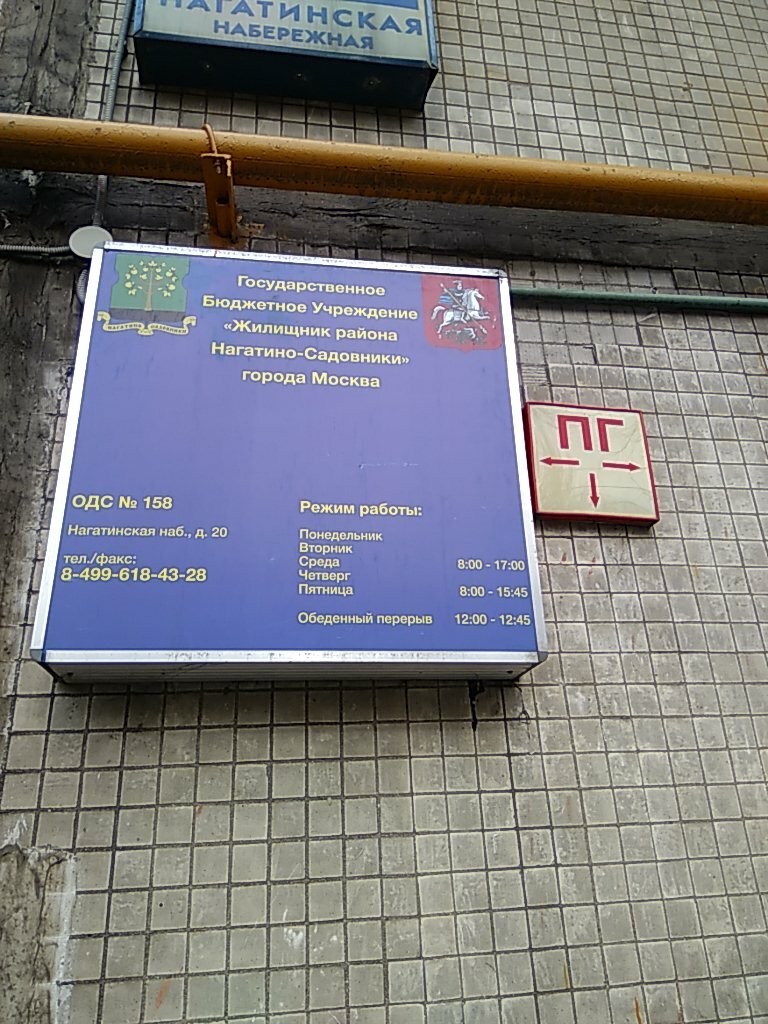 НАГАТИНСКАЯ
НАБЕРЕЖНАЯ
Государственное
Бюджетное Учреждение
«Жилищник района
Нагатино-Садовники»
города Москва
НАГАТИНО САДОВНИКИ
ПГ
ОДС № 158
Нагатинская наб., д. 20
тел./факс:
8-499-618-43-28
Режим работы:
Понедельник
Вторник
Среда 8:00 - 17:00
Четверг
Пятница 8:00 - 15:45
Обеденный перерыв 12:00 - 12:45